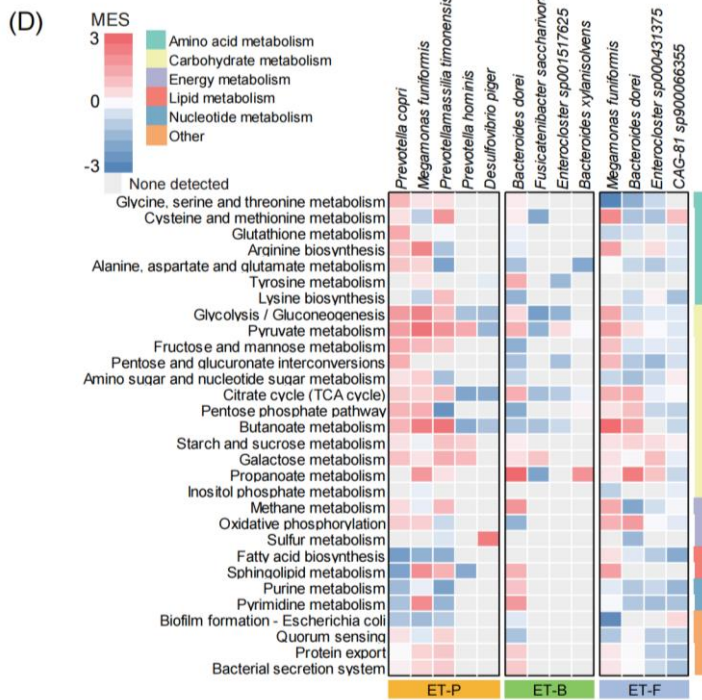 (D)
MES
3
0
-3
None detected
Amino acid metabolism
Carbohydrate metabolism
Energy metabolism
Lipid metabolism
Nucleotide metabolism
Other
Prevotella copri
Megamonas funiformis
Prevotellamassilia timonensis
Prevotella hominis
Desulfovibrio piger
Bacteroides dorei
Fusicatenibacter saccharivor
Enterocloster sp001517625
Bacteroides xylanisolvens
Megamonas funiformis
Bacteroides dorei
Enterocloster sp000431375
CAG-81 sp900066355
Glycine, serine and threonine metabolism
Cysteine and methionine metabolism
Glutathione metabolism
Arginine biosynthesis
Alanine, aspartate and glutamate metabolism
Tyrosine metabolism
Lysine biosynthesis
Glycolysis / Gluconeogenesis
Pyruvate metabolism
Fructose and mannose metabolism
Pentose and glucuronate interconversions
Amino sugar and nucleotide sugar metabolism
Citrate cycle (TCA cycle)
Pentose phosphate pathway
Butanoate metabolism
Starch and sucrose metabolism
Galactose metabolism
Propanoate metabolism
Inositol phosphate metabolism
Methane metabolism
Oxidative phosphorylation
Sulfur metabolism
Fatty acid biosynthesis
Sphingolipid metabolism
Purine metabolism
Pyrimidine metabolism
Biofilm formation - Escherichia coli
Quorum sensing
Protein export
Bacterial secretion system
ET-P
ET-B
ET-F